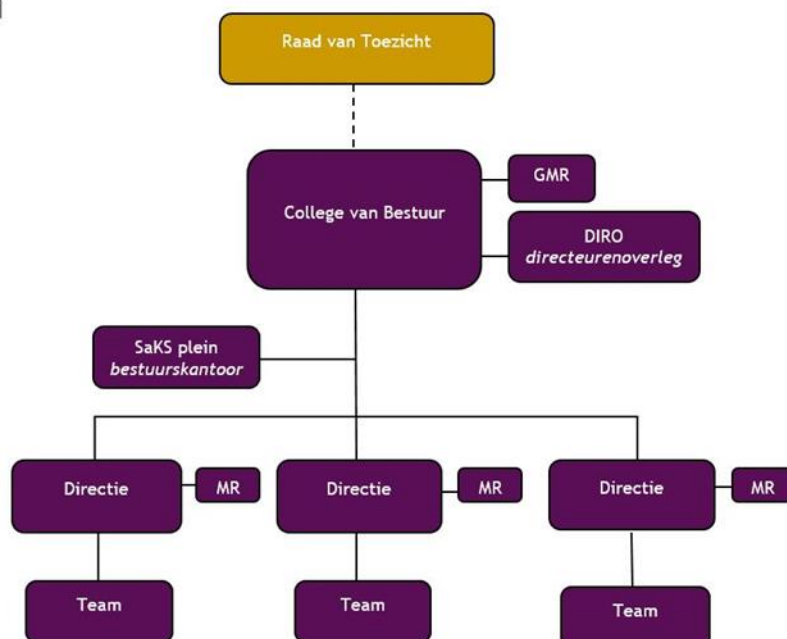 Raad van Toezicht
College van Bestuur
GMR
DIRO
directeurenoverleg
SaKS plein
bestuurskantoor
Directie
MR
Directie
MR
Directie
MR
Team
Team
Team